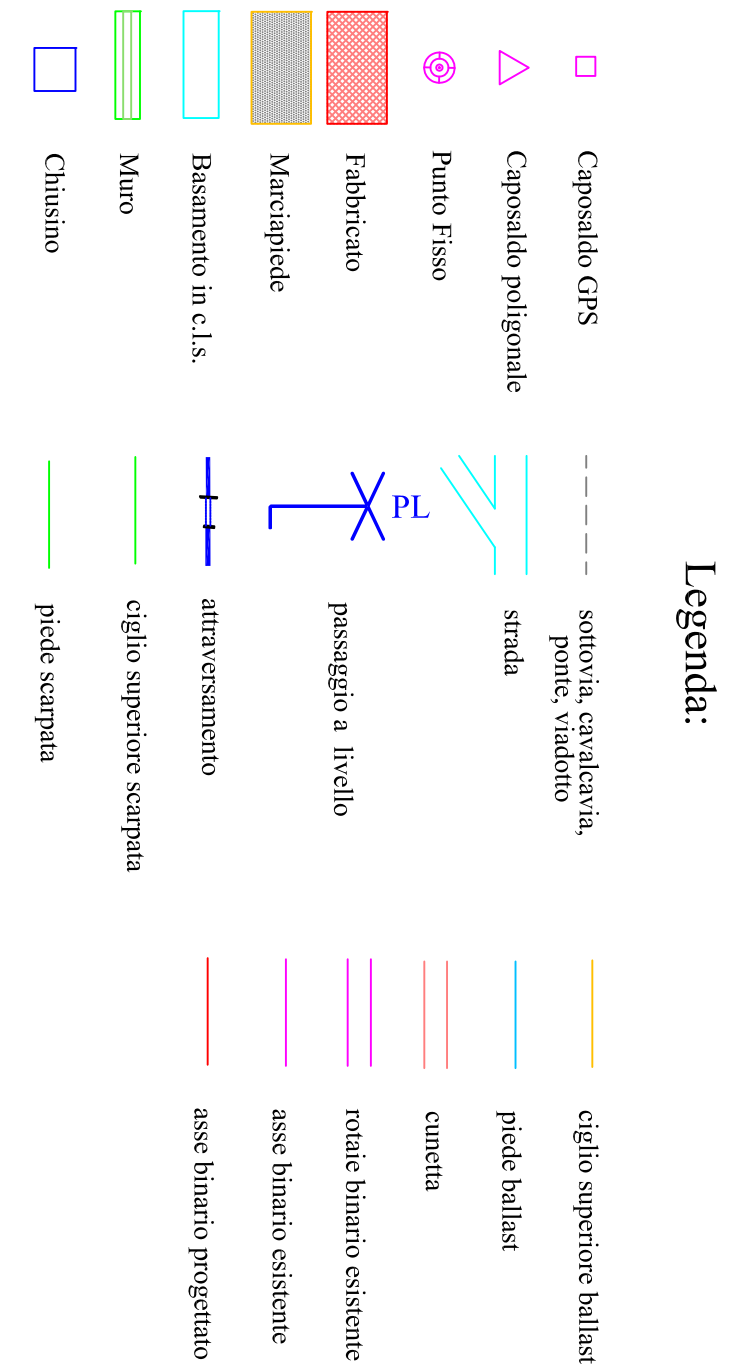 Legenda:
Caposaldo GPS
Caposaldo poligonale
Punto Fisso
Fabbricato
Marciapiede
Basamento in c.l.s.
Muro
Chiusino
sottovia, cavalcavia,
ponte, viadotto
strada
PL
passaggio a livello
attraversamento
ciglio superiore scarpata
piede scarpata
ciglio superiore ballast
piede ballast
cunetta
rotaie binario esistente
asse binario esistente
asse binario progettato